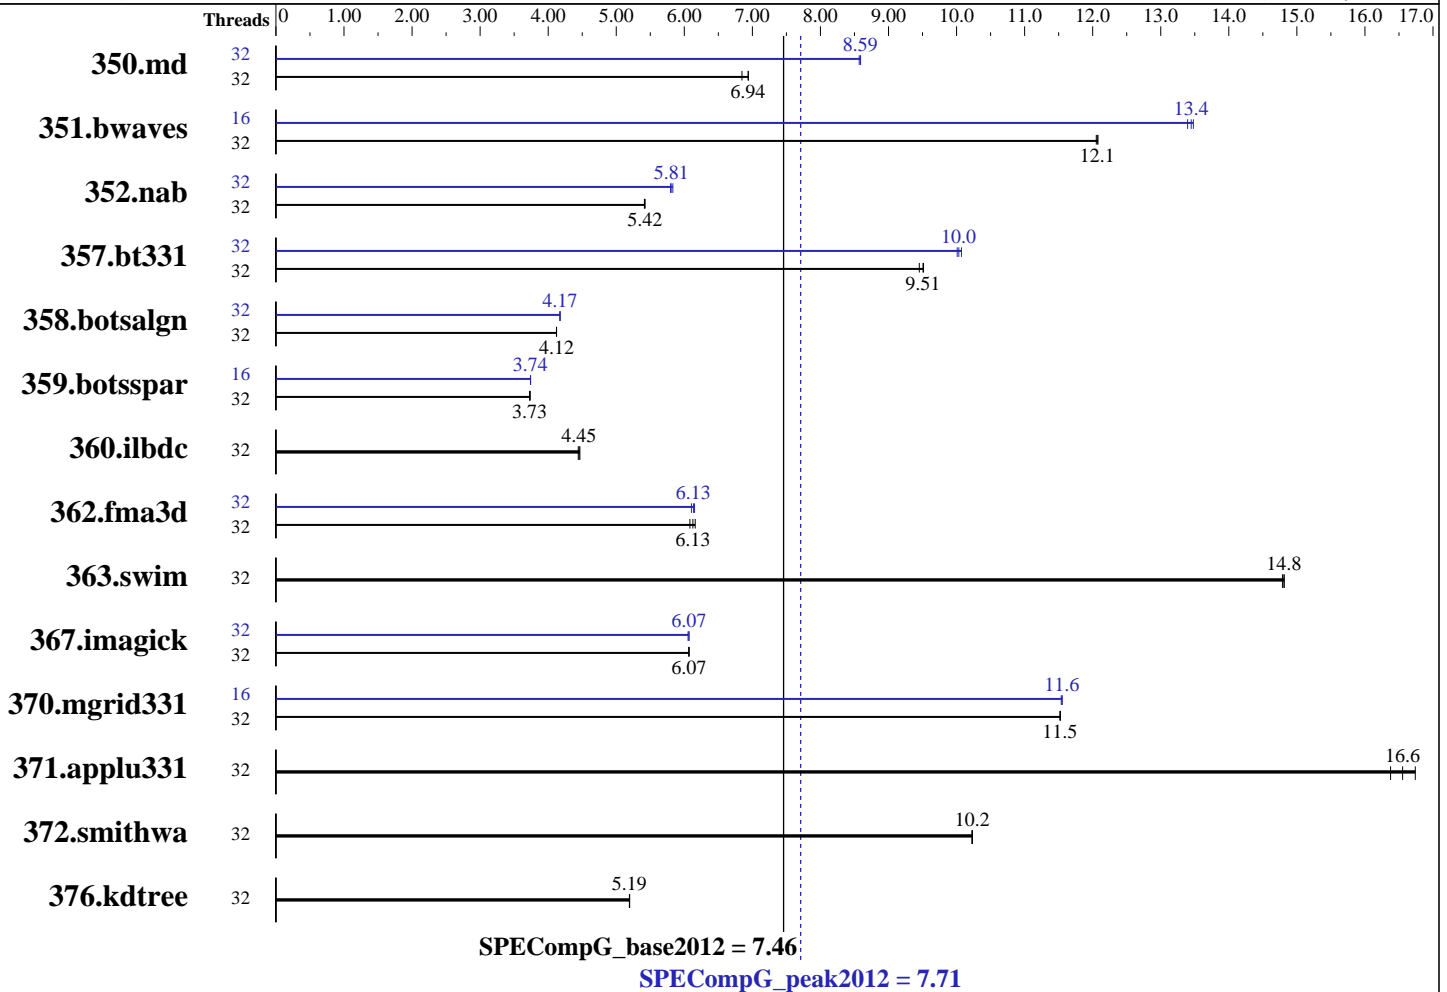 Threads 0 1.00 2.00 3.00 4.00 5.00 6.00 7.00 8.00 9.00 10.0 11.0 12.0 13.0 14.0 15.0 16.0 17.0
350.md 32 8.59
32 6.94
351.bwaves 16 13.4
32 12.1
352.nab 32 5.81
32 5.42
357.bt331 32 10.0
32 9.51
358.botsalgn 32 4.17
32 4.12
359.botsspar 16 3.74
32 3.73
360.ilbdc 32 4.45
362.fma3d 32 6.13
32 6.13
363.swim 32 14.8
367.imagick 32 6.07
32 6.07
370.mgrid331 16 11.6
32 11.5
371.applu331 32 16.6
372.smithwa 32 10.2
376.kdtree 32 5.19
SPECompG_base2012 = 7.46
SPECompG_peak2012 = 7.71